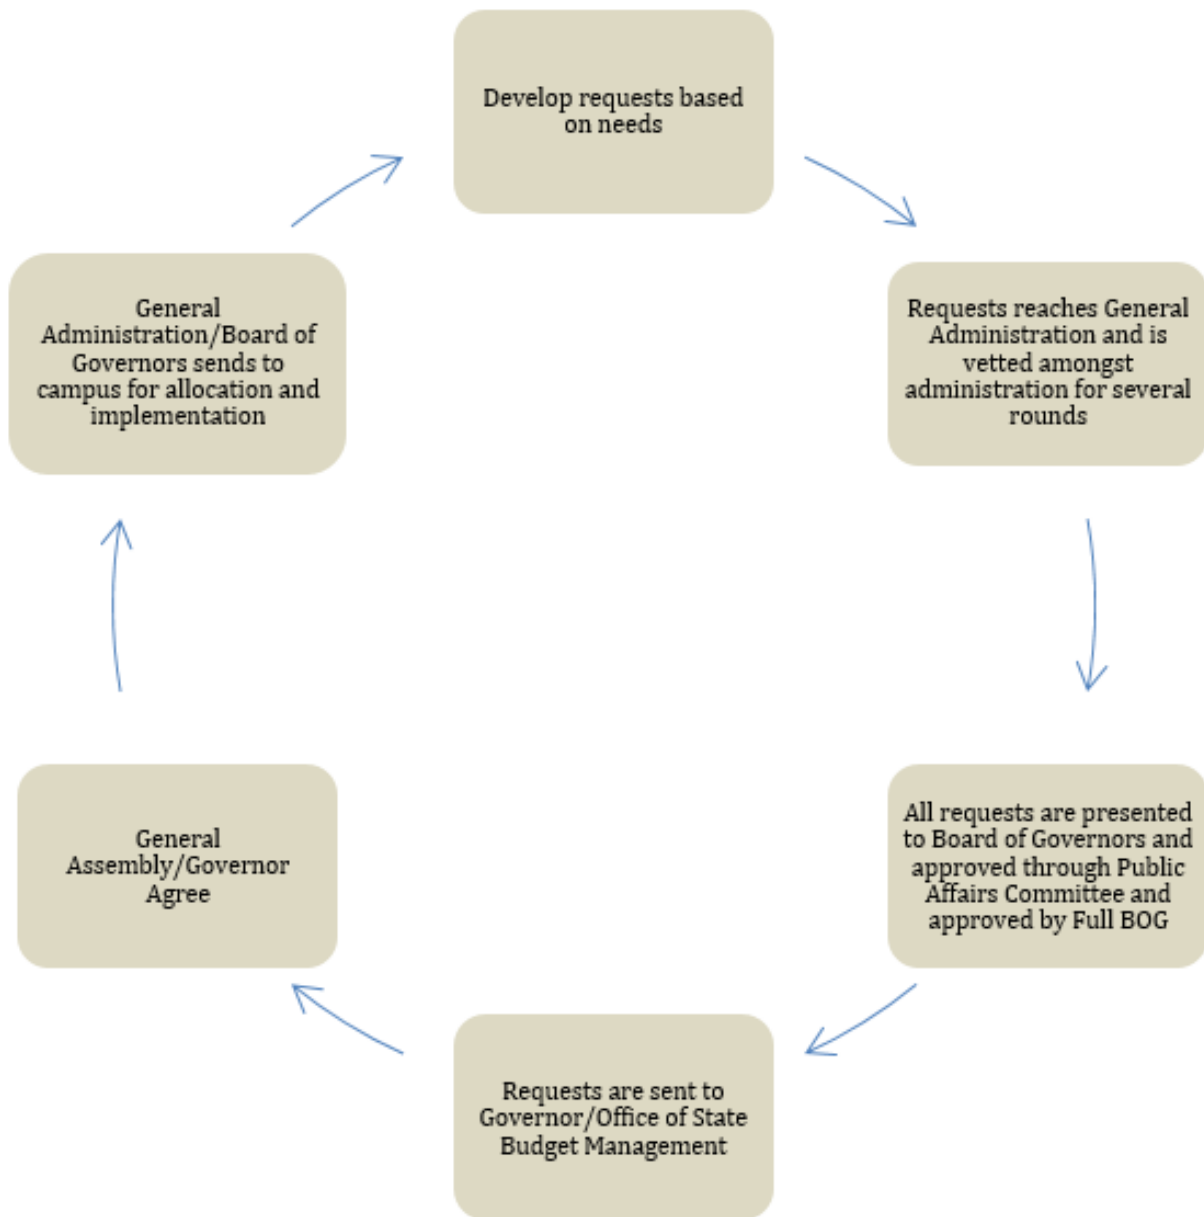 Develop requests based
on needs
Requests reaches General
Administration and is
vetted amongst
administration for several
rounds
All requests are presented
to Board of Governors and
approved through Public
Affairs Committee and
approved by Full BOG
Requests are sent to
Governor/Office of State
Budget Management
General
Assembly/Governor
Agree
General
Administration/Board of
Governors sends to
campus for allocation and
implementation